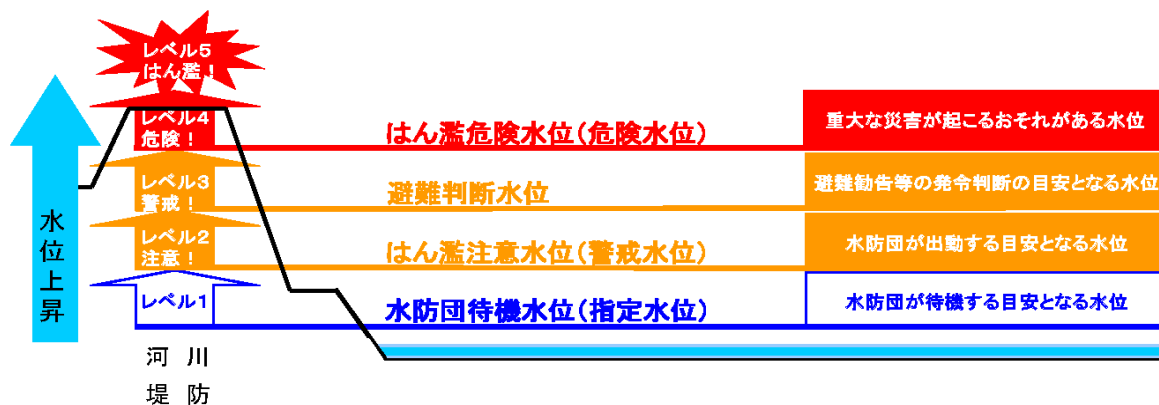 レベル5
はん濫！
レベル4
危険！
はん濫危険水位（危険水位）
重大な災害が起こるおそれがある水位
レベル3
警戒！
避難判断水位
避難勧告等の発令判断の目安となる水位
レベル2
注意！
はん濫注意水位（警戒水位）
水防団が出動する目安となる水位
レベル1
水防団待機水位（指定水位）
水防団が待機する目安となる水位
水位上昇
河川
堤防